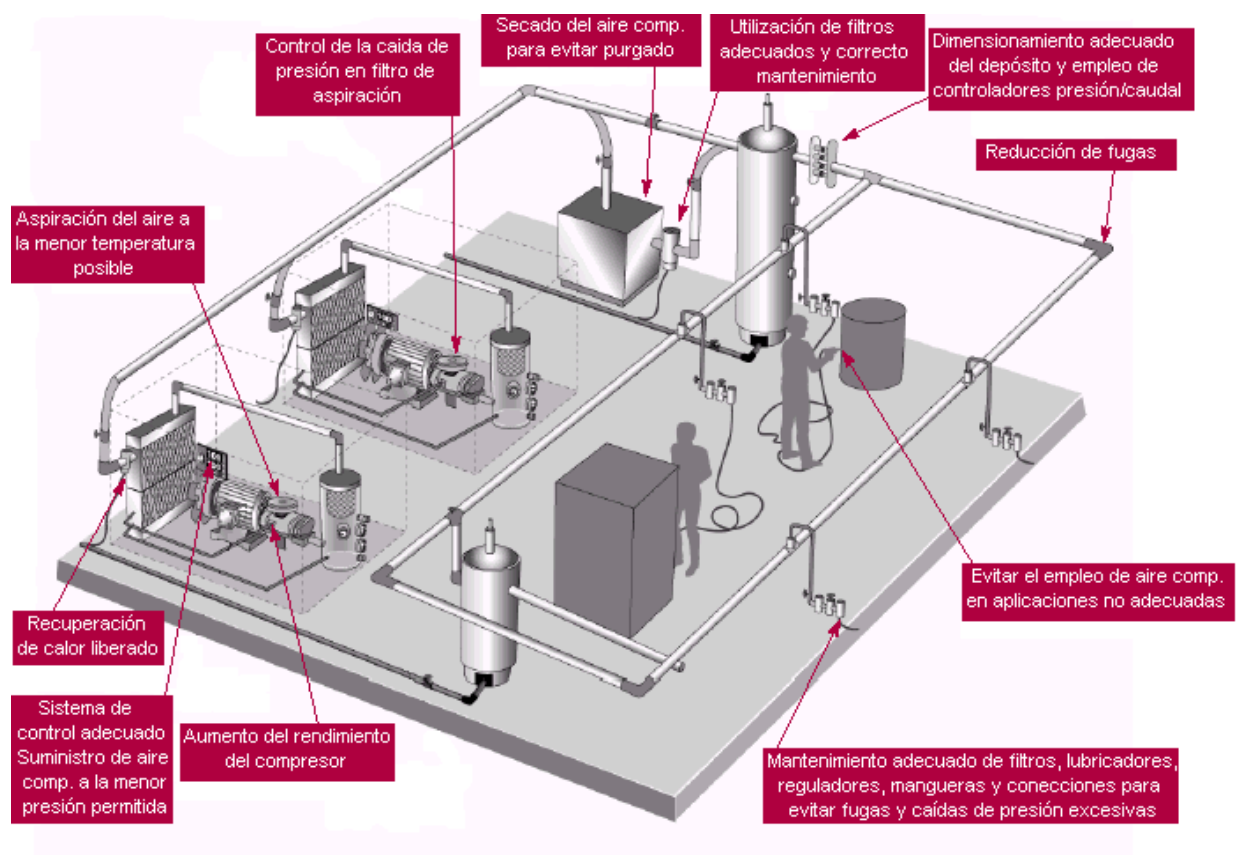 Control de la caida de
presión en filtro de
aspiración
Secado del aire comp.
para evitar purgado.
Utilización de filtros
adecuados y correcto
mantenimiento
Dimensionamiento adecuado
del depósito y empleo de
controladores presión/caudal
Reducción de fugas
Aspiración del aire a
la menor temperatura
posible
Evitar el empleo de aire comp.
en aplicaciones no adecuadas
Recuperación
de calor liberado
Sistema de
control adecuado
Suministro de aire
comp. a la menor
presión permitida
Aumento del rendimiento
del compresor
Mantenimiento adecuado de filtros, lubricadores,
reguladores, mangueras y conecciones para
evitar fugas y caídas de presión excesivas